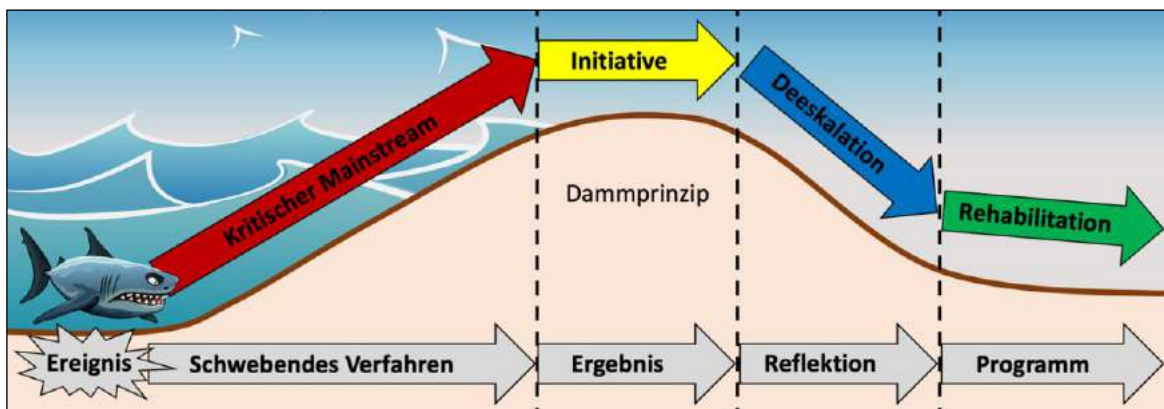 Kritischer Mainstream
Initiative
Deeskalation
Rehabilitation
Dammprinzip
Ereignis
Schwebendes Verfahren
Ergebnis
Reflektion
Programm